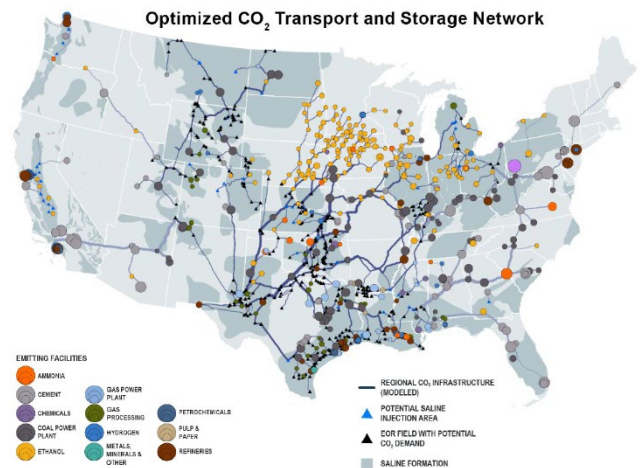 Optimized CO₂ Transport and Storage Network
EMITTING FACILITIES
AMMONIA
CEMENT
CHEMICALS
COAL POWER
PLANT
ETHANOL
GAS POWER
PLANT
GAS
PROCESSING
HYDROGEN
METALS,
MINERALS &
OTHER
PETROCHEMICALS
PULP &
PAPER
REFINERIES
REGIONAL CO₂ INFRASTRUCTURE
(MODELED)
POTENTIAL SALINE
INJECTION AREA
EOR FIELD WITH POTENTIAL
CO₂ DEMAND
SALINE FORMATION